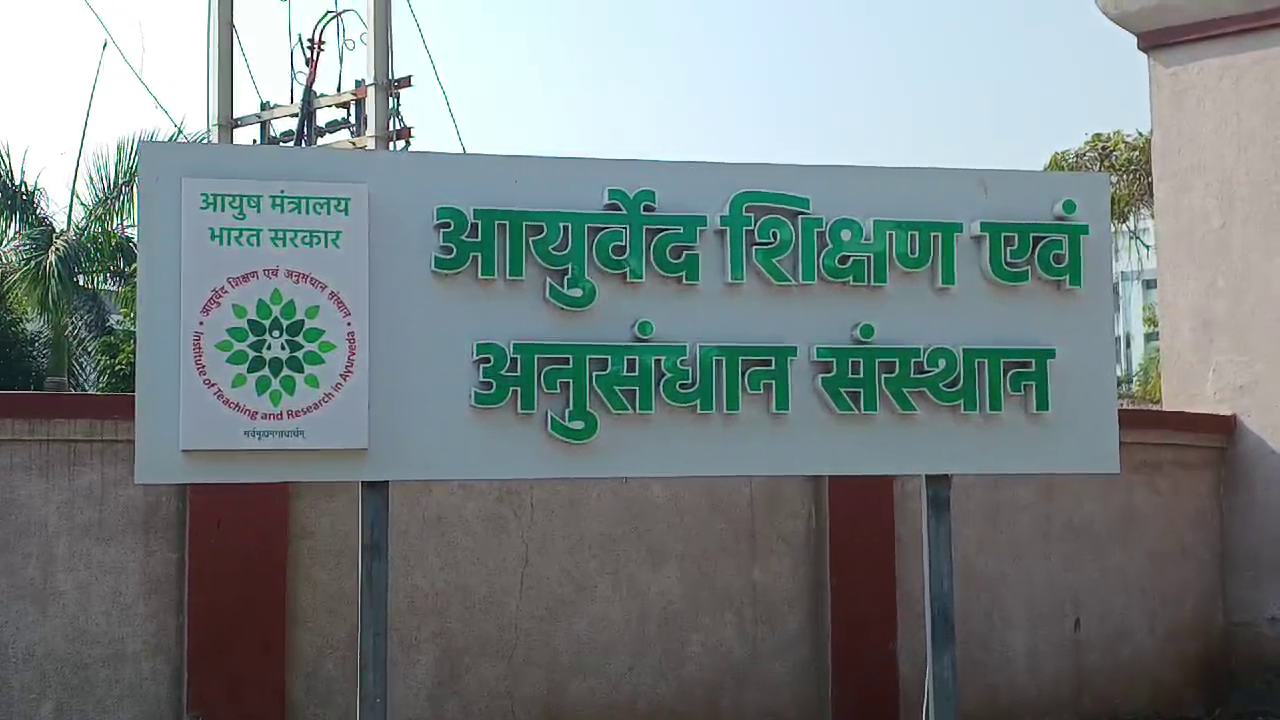 आयुष मंत्रालय
भारत सरकार
आयुर्वेद शिक्षण एवं अनुसंधान संस्थान
Institute of Teaching and Research in Ayurveda
आयुर्वेद शिक्षण एवं
अनुसंधान संस्थान